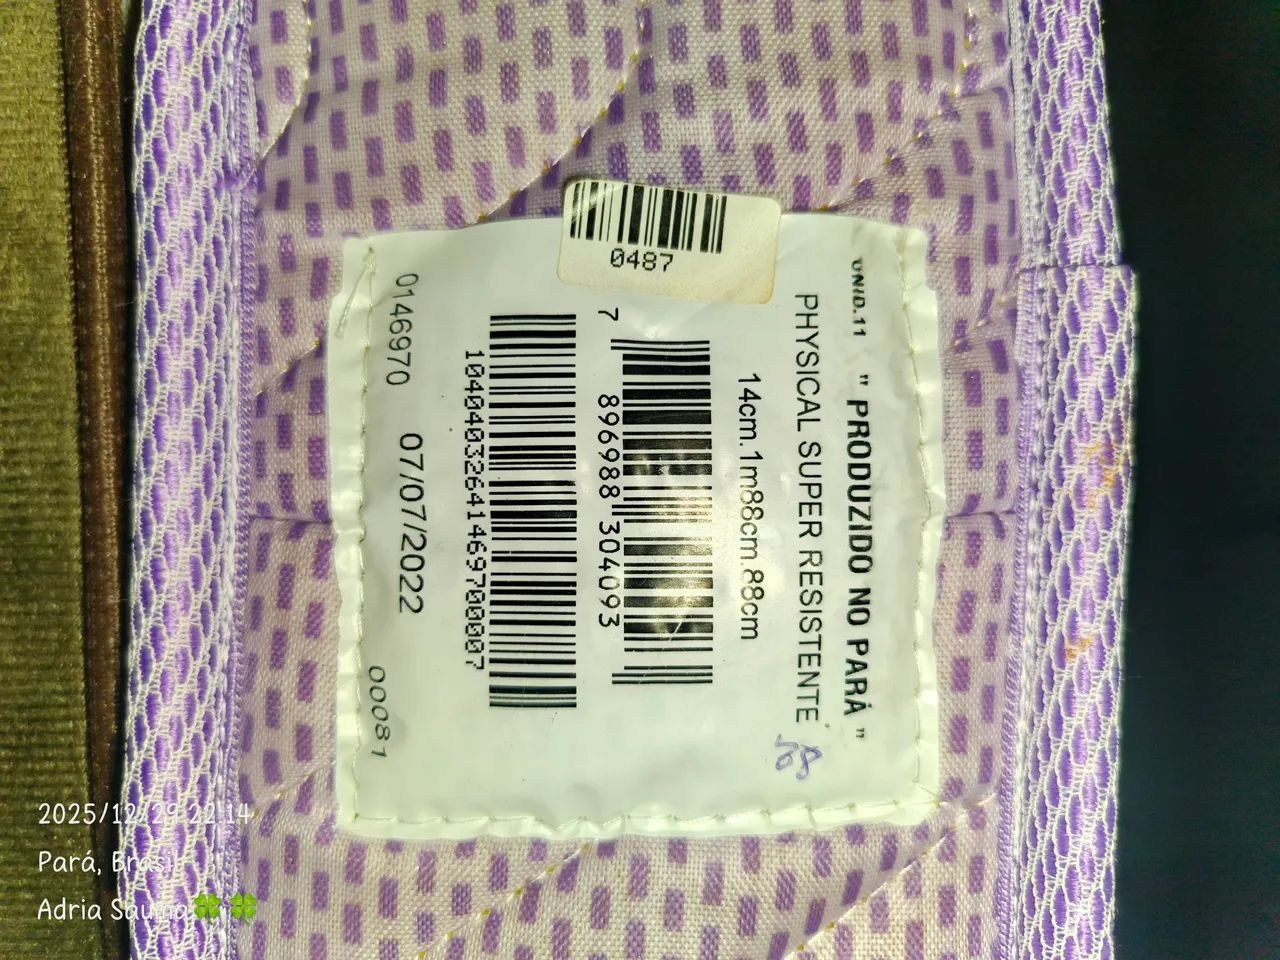 UNID.11 " PRODUZIDO NO PARÁ "
PHYSICAL SUPER RESISTENTE
14cm.1m88cm.88cm
7 896988 304093
10404032641469700007
0146970 07/07/2022 00081
0487
2025/12/29 22:14
Pará, Brasil
Adria Sauma🍀🍀